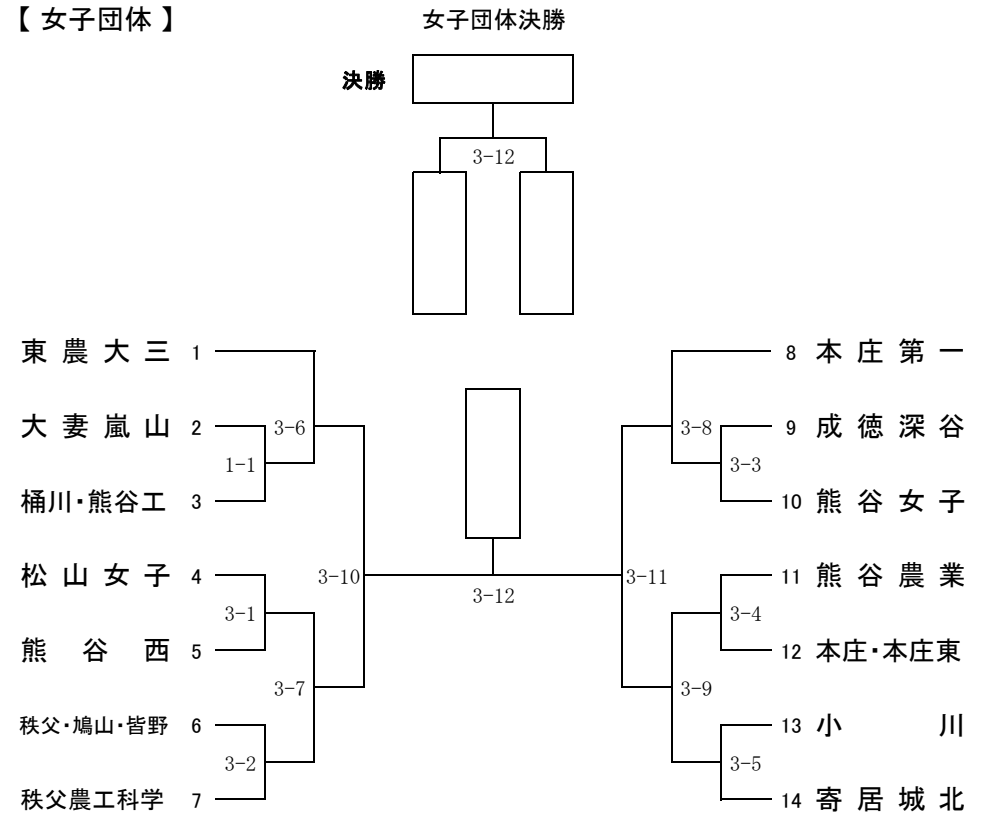 【 女子団体 】
女子団体決勝
決勝
3-12
東農大三 1
8 本庄第一
大妻嵐山 2
3-6
3-8
9 成徳深谷
1-1
3-3
桶川・熊谷工 3
10 熊谷女子
松山女子 4
3-10
3-11
11 熊谷農業
3-12
3-1
3-4
熊谷西 5
12 本庄・本庄東
3-7
3-9
秩父・鳩山・皆野 6
13 小川
3-2
3-5
秩父農工科学 7
14 寄居城北